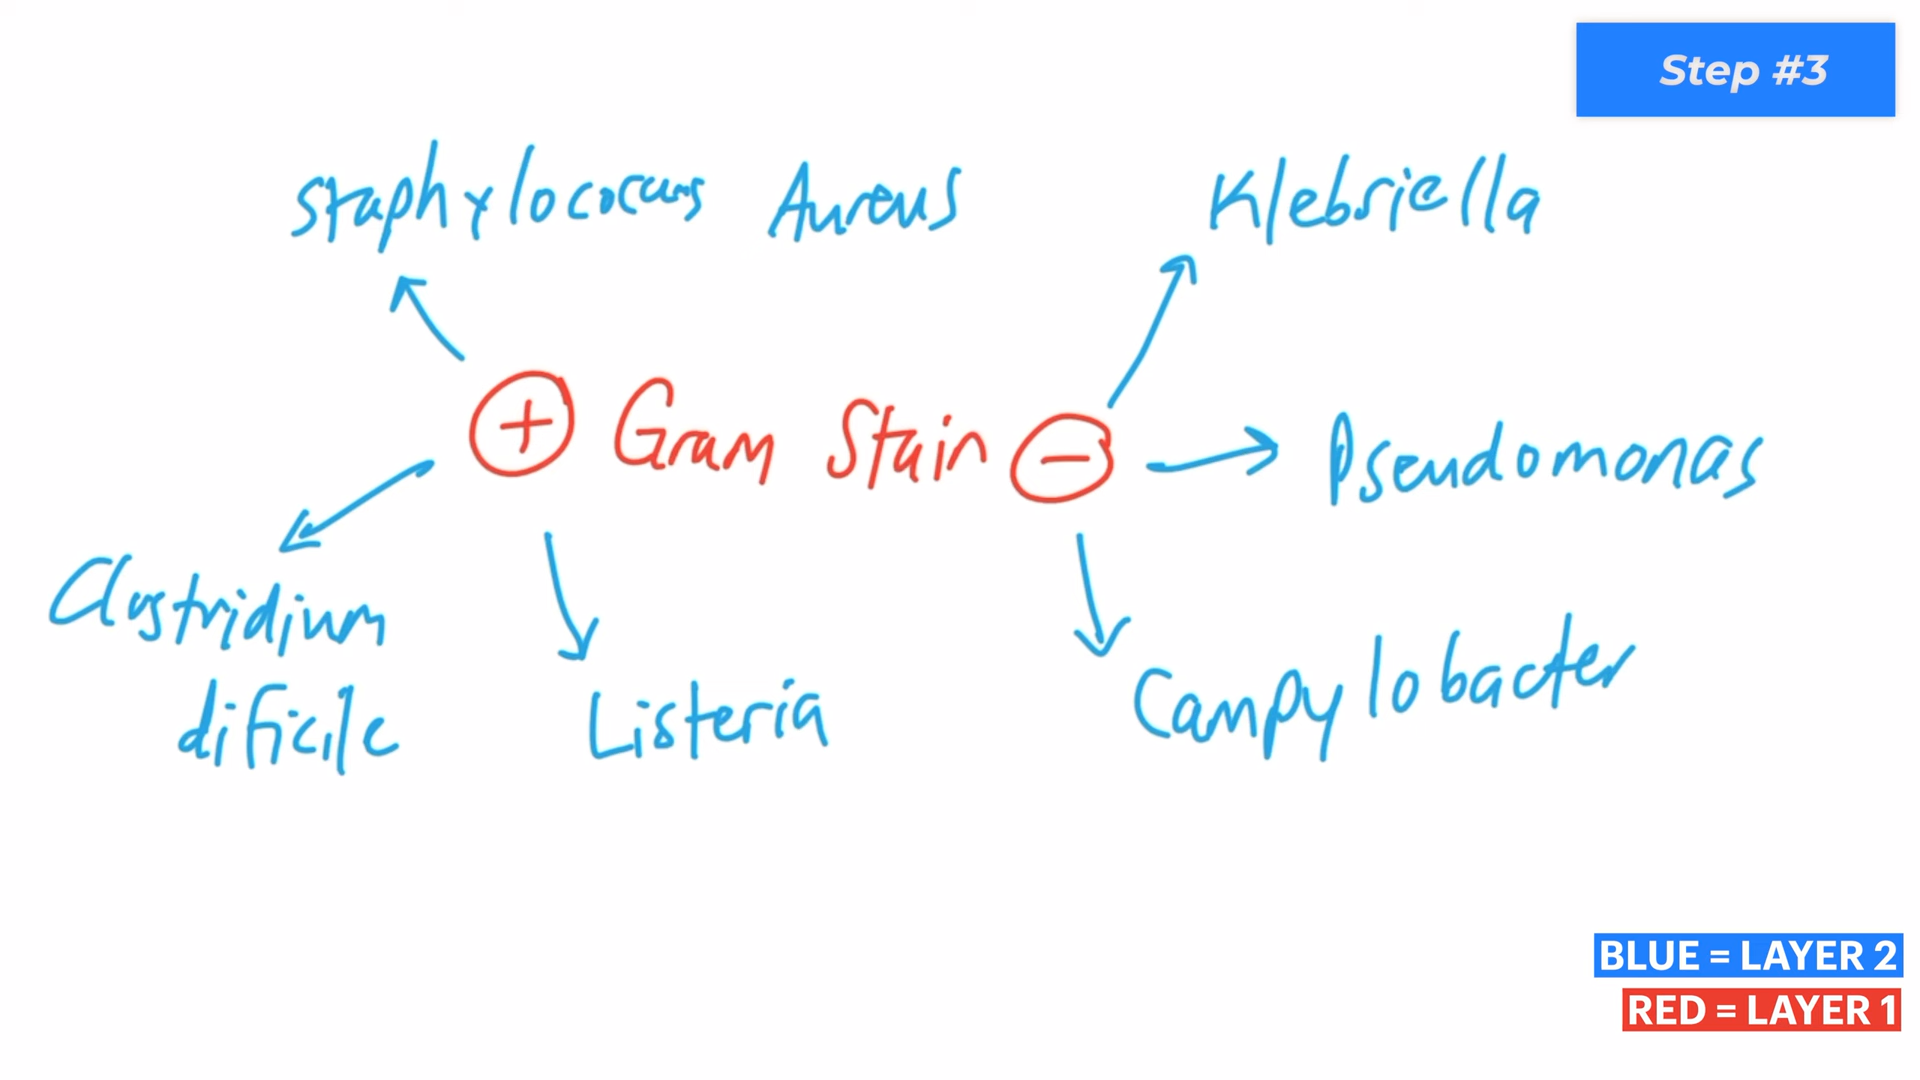 Step #3
Staphylococcus Aureus
Klebsiella
+ Gram Stain −
Pseudomonas
Clostridium
dificile
Listeria
Campylobacter
BLUE = LAYER 2
RED = LAYER 1